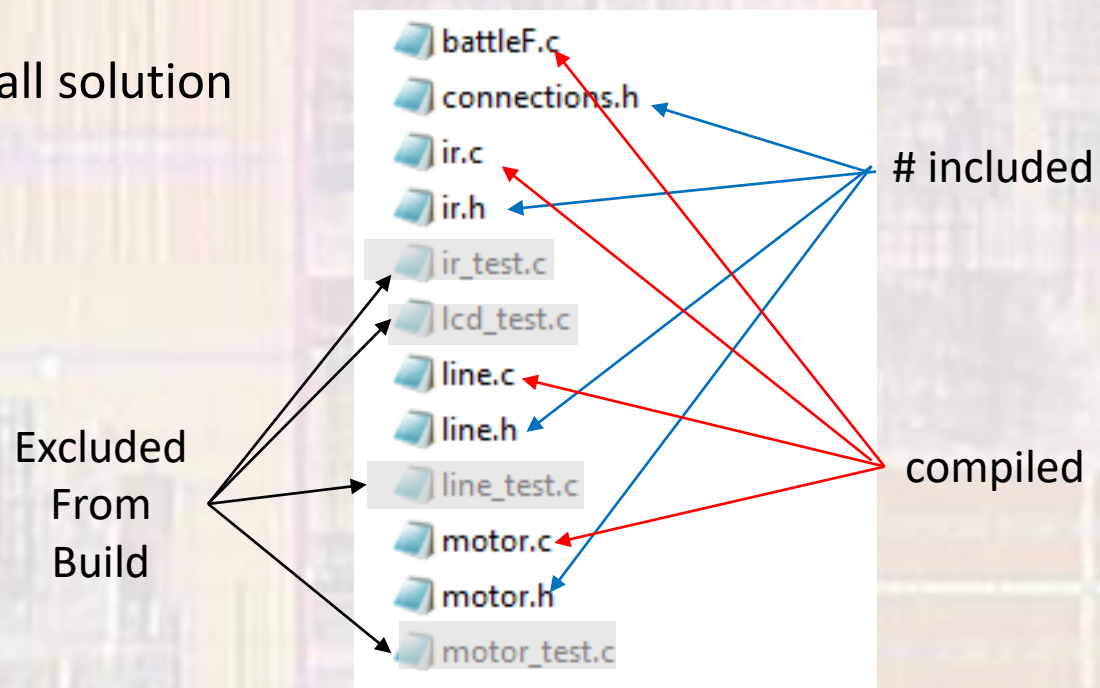 all solution
battleF.c
connections.h
ir.c
ir.h
ir_test.c
lcd_test.c
line.c
line.h
line_test.c
motor.c
motor.h
motor_test.c
# included
compiled
Excluded
From
Build